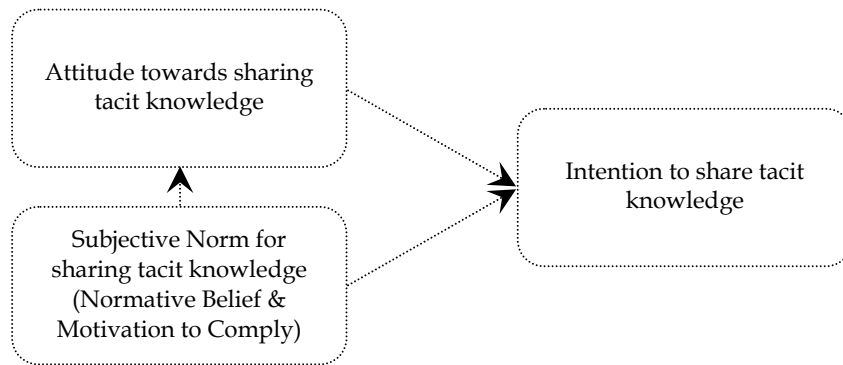 Attitude towards sharing
tacit knowledge
Subjective Norm for
sharing tacit knowledge
(Normative Belief &
Motivation to Comply)
Intention to share tacit
knowledge